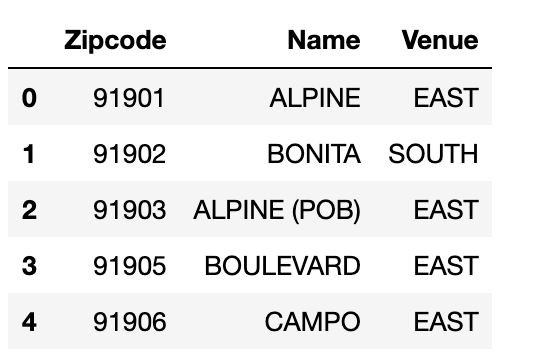 Zipcode Name Venue
0 91901 ALPINE EAST
1 91902 BONITA SOUTH
2 91903 ALPINE (POB) EAST
3 91905 BOULEVARD EAST
4 91906 CAMPO EAST